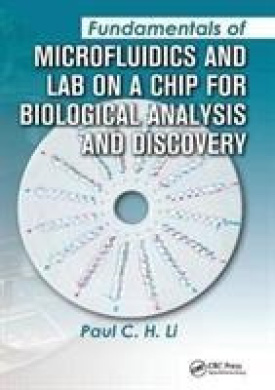 Fundamentals of
MICROFLUIDICS AND
LAB ON A CHIP FOR
BIOLOGICAL ANALYSIS
AND DISCOVERY
Paul C. H. Li
CRC Press